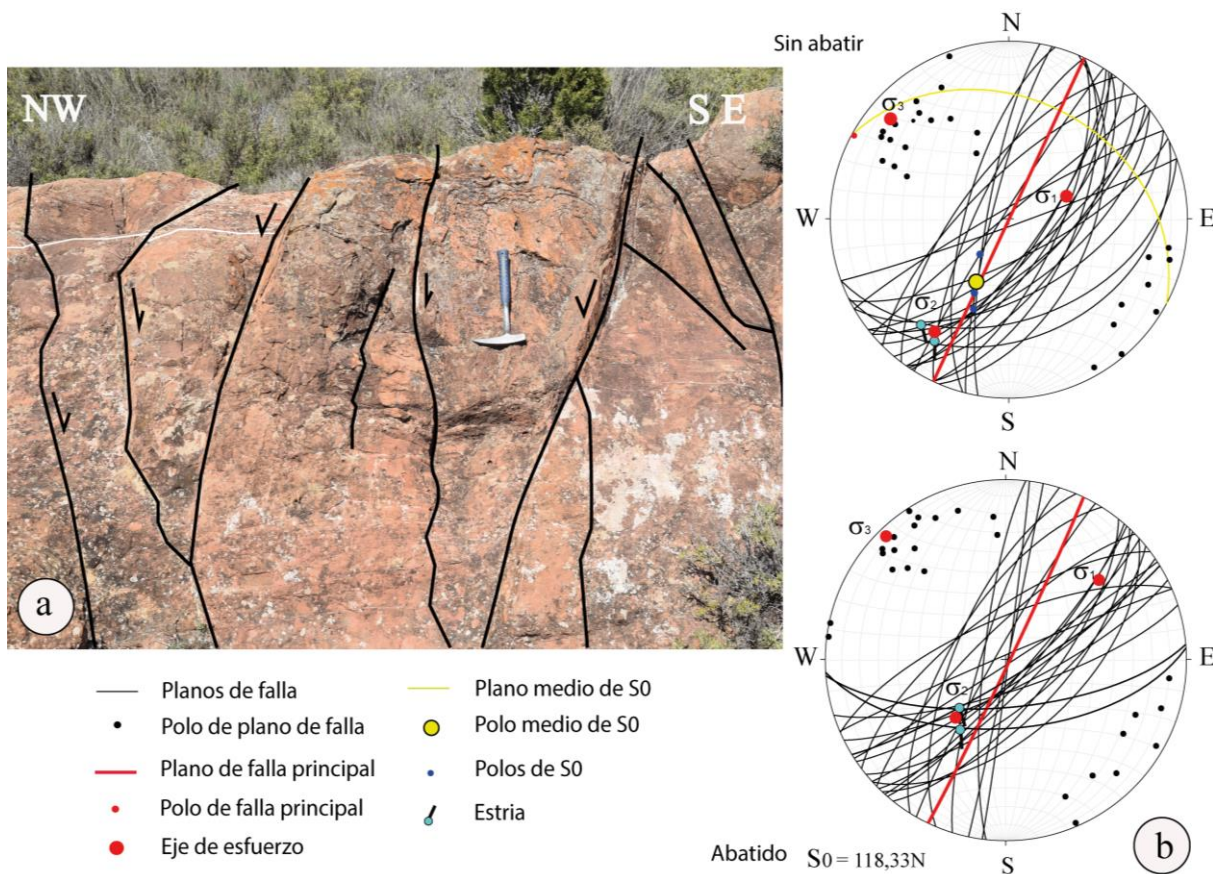 NW
S E
a
Sin abatir
N
W
E
S
σ3
σ1
σ2
N
W
E
S
σ3
σ1
σ2
Planos de falla
Polo de plano de falla
Plano de falla principal
Polo de falla principal
Eje de esfuerzo
Plano medio de S0
Polo medio de S0
Polos de S0
Estria
Abatido S0 = 118,33N
b